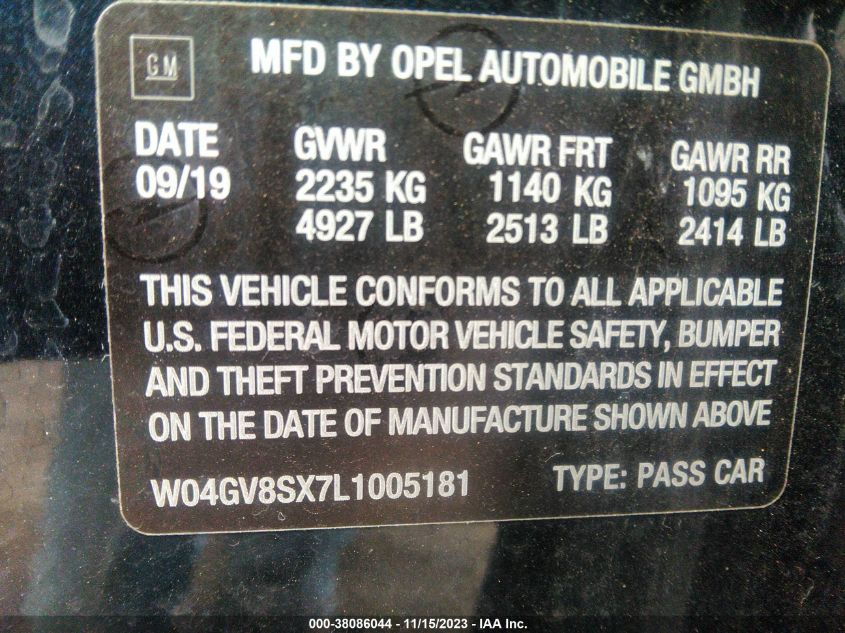 GM
MFD BY OPEL AUTOMOBILE GMBH
DATE GVWR GAWR FRT GAWR RR
09/19 2235 KG 1140 KG 1095 KG
4927 LB 2513 LB 2414 LB
THIS VEHICLE CONFORMS TO ALL APPLICABLE
U.S. FEDERAL MOTOR VEHICLE SAFETY, BUMPER
AND THEFT PREVENTION STANDARDS IN EFFECT
ON THE DATE OF MANUFACTURE SHOWN ABOVE
W04GV8SX7L1005181 TYPE: PASS CAR
000-38086044 — 11/15/2023 — IAA Inc.